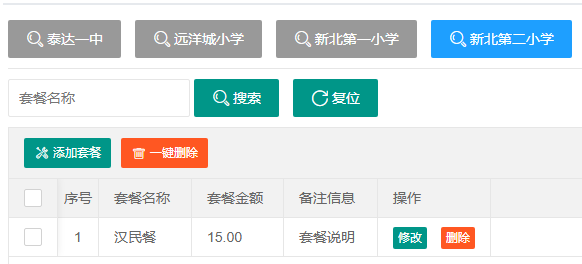 泰达一中 远洋城小学 新北第一小学 新北第二小学
套餐名称 搜索 复位
添加套餐 一键删除
序号 套餐名称 套餐金额 备注信息 操作
1 汉民餐 15.00 套餐说明 修改 删除